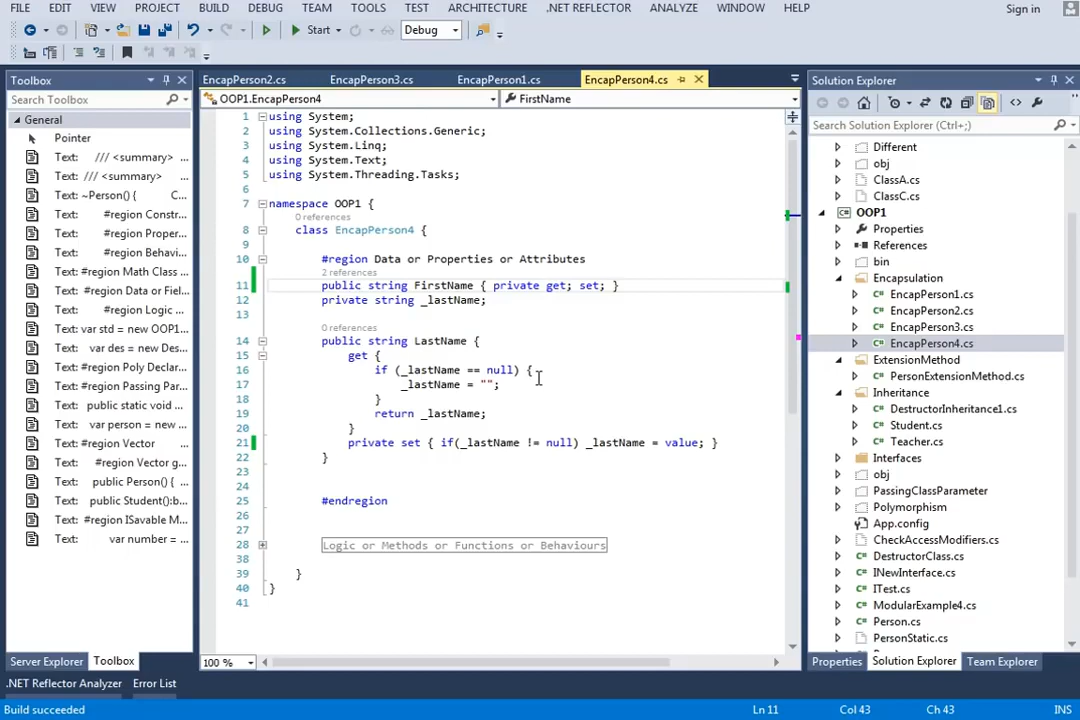 FILE EDIT VIEW PROJECT BUILD DEBUG TEAM TOOLS TEST ARCHITECTURE .NET REFLECTOR ANALYZE WINDOW HELP Sign in
Start Debug
Toolbox
Search Toolbox
General
Pointer
Text: /// <summary> ...
Text: /// <summary> ...
Text: ~Person() { C...
Text: #region Constr...
Text: #region Proper...
Text: #region Behavi...
Text: #region Math Class ...
Text: #region Data or Fiel...
Text: #region Logic ...
Text: var std = new OOP1...
Text: var des = new Des...
Text: #region Poly Declar...
Text: #region Passing Par...
Text: public static void ...
Text: var person = new ...
Text: #region Vector
Text: #region Vector g...
Text: public Person() { ...
Text: public Student():b...
Text: #region ISavable M...
Text: var number = ...
Server Explorer Toolbox
.NET Reflector Analyzer Error List
EncapPerson2.cs EncapPerson3.cs EncapPerson1.cs EncapPerson4.cs
OOP1.EncapPerson4 FirstName
1 using System;
2 using System.Collections.Generic;
3 using System.Linq;
4 using System.Text;
5 using System.Threading.Tasks;
6
7 namespace OOP1 {
0 references
8 class EncapPerson4 {
9
10 #region Data or Properties or Attributes
2 references
11 public string FirstName { private get; set; }
12 private string _lastName;
13
0 references
14 public string LastName {
15 get {
16 if (_lastName == null) {
17 _lastName = "";
18 }
19 return _lastName;
20 }
21 private set { if(_lastName != null) _lastName = value; }
22 }
23
24
25 #endregion
26
27
28 Logic or Methods or Functions or Behaviours
38
39 }
40 }
41
100 %
Solution Explorer
Search Solution Explorer (Ctrl+;)
Different
obj
ClassA.cs
ClassC.cs
OOP1
Properties
References
bin
Encapsulation
EncapPerson1.cs
EncapPerson2.cs
EncapPerson3.cs
EncapPerson4.cs
ExtensionMethod
PersonExtensionMethod.cs
Inheritance
DestructorInheritance1.cs
Student.cs
Teacher.cs
Interfaces
obj
PassingClassParameter
Polymorphism
App.config
CheckAccessModifiers.cs
DestructorClass.cs
INewInterface.cs
ITest.cs
ModularExample4.cs
Person.cs
PersonStatic.cs
Properties Solution Explorer Team Explorer
Build succeeded Ln 11 Col 43 Ch 43 INS